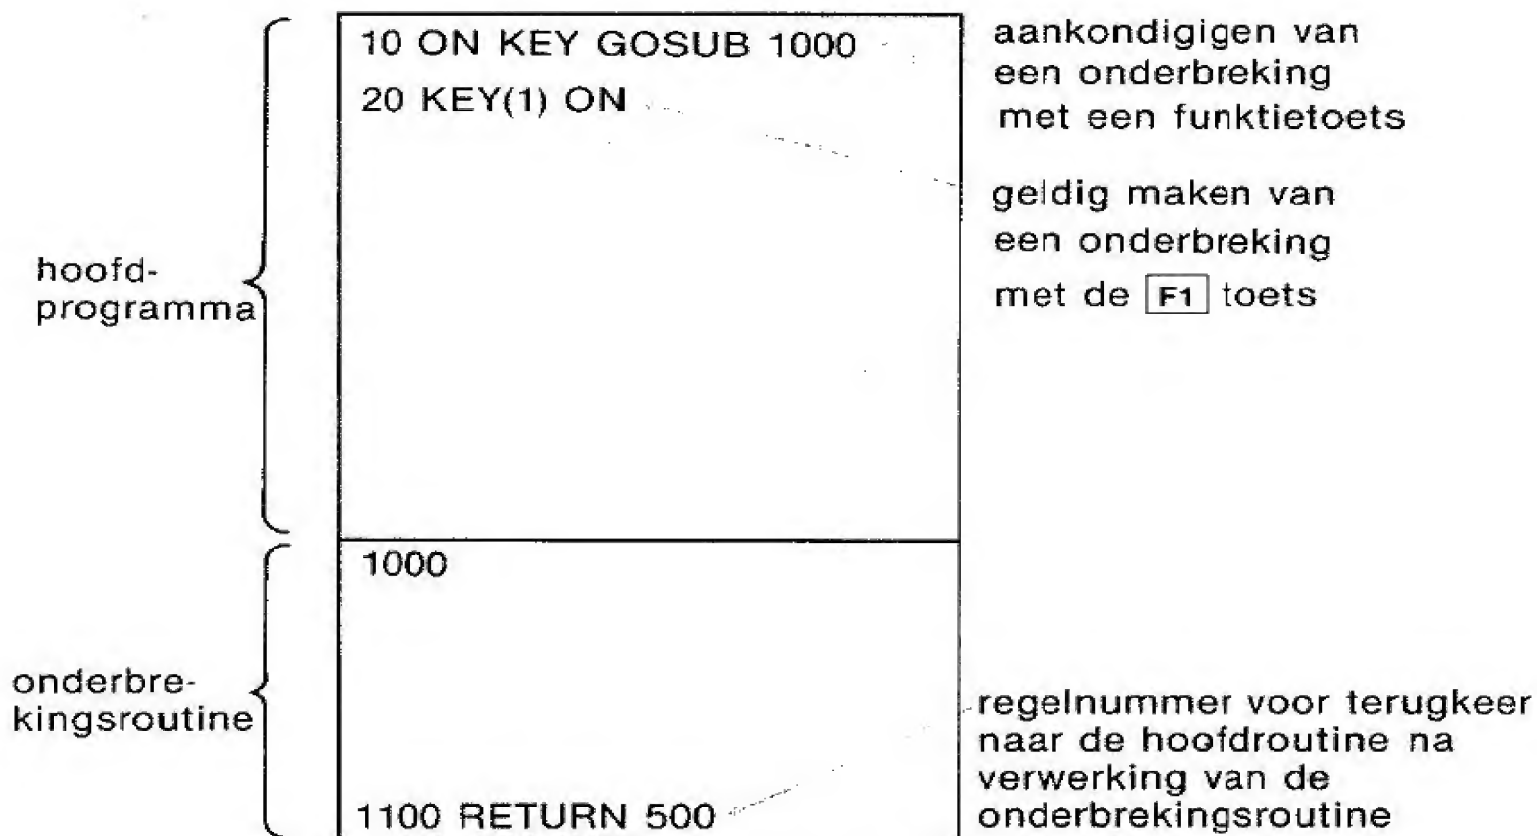 10 ON KEY GOSUB 1000
20 KEY(1) ON
aankondigigen van
een onderbreking
met een funktietoets
geldig maken van
een onderbreking
met de F1 toets
hoofd-
programma
1000
onderbre-
kingsroutine
1100 RETURN 500
regelnummer voor terugkeer
naar de hoofdroutine na
verwerking van de
onderbrekingsroutine